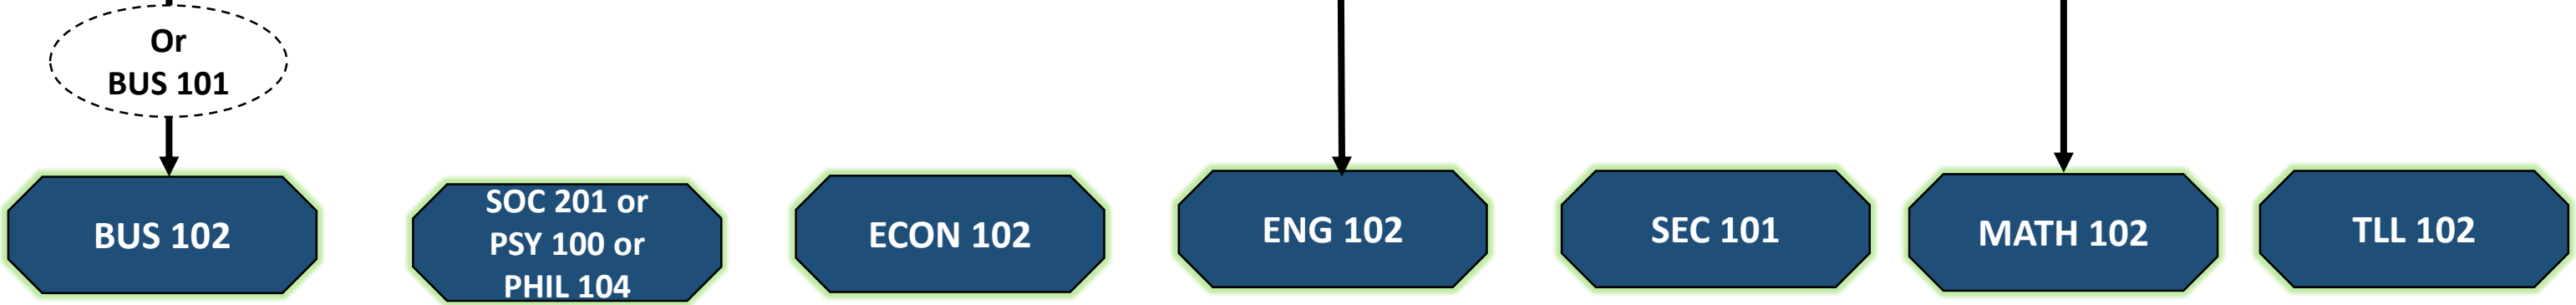 Or
BUS 101
BUS 102
SOC 201 or
PSY 100 or
PHIL 104
ECON 102
ENG 102
SEC 101
MATH 102
TLL 102